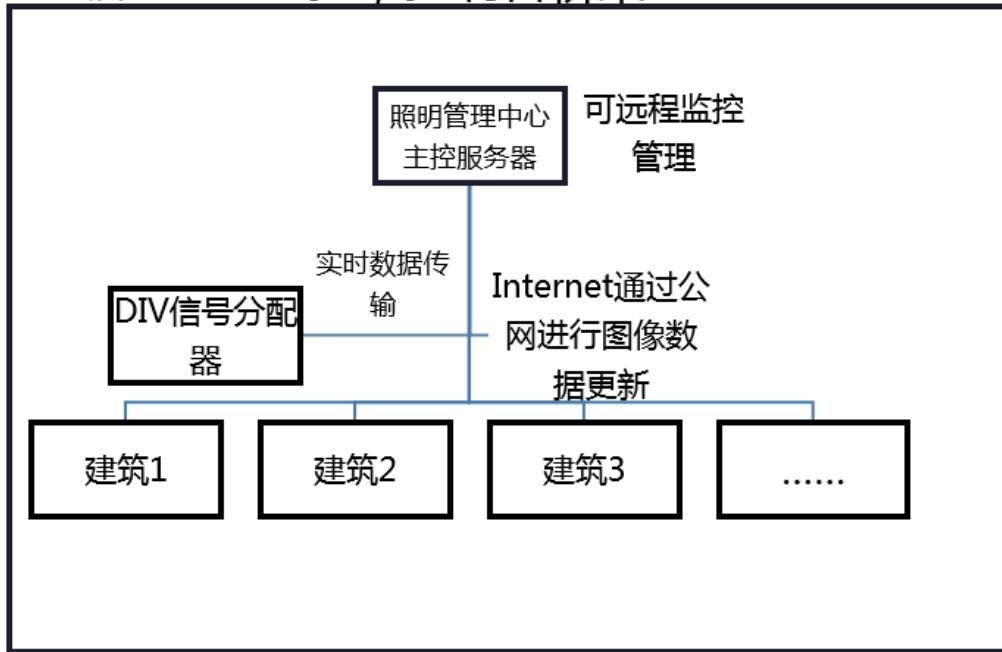 照明管理中心
主控服务器
可远程监控
管理
实时数据传
输
Internet通过公
网进行图像数
据更新
DIV信号分配
器
建筑1
建筑2
建筑3
......